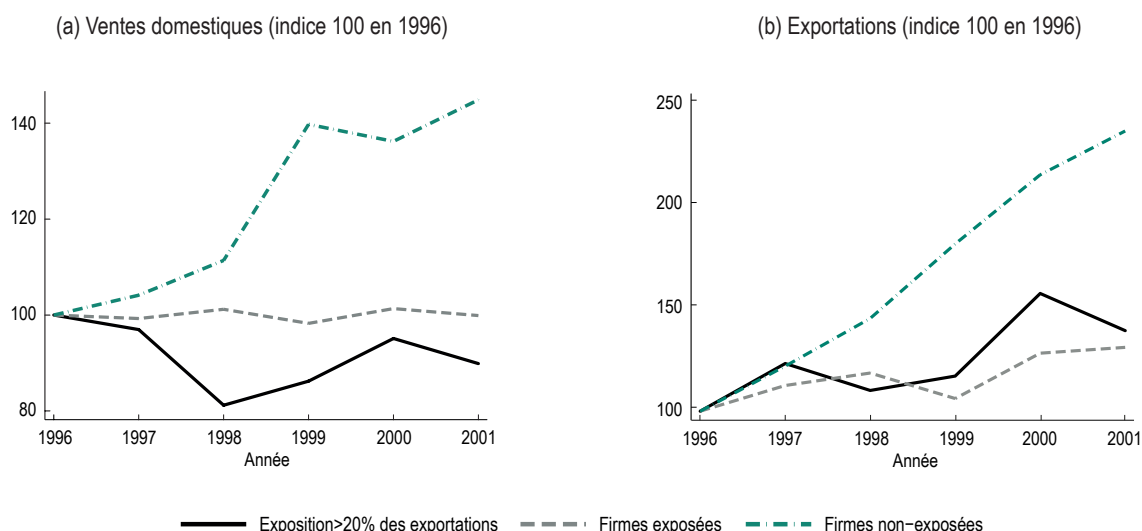 (a) Ventes domestiques (indice 100 en 1996)
140
120
100
80
1996 1997 1998 1999 2000 2001
Année
(b) Exportations (indice 100 en 1996)
250
200
150
100
1996 1997 1998 1999 2000 2001
Année
Exposition>20% des exportations Firmes exposées Firmes non−exposées